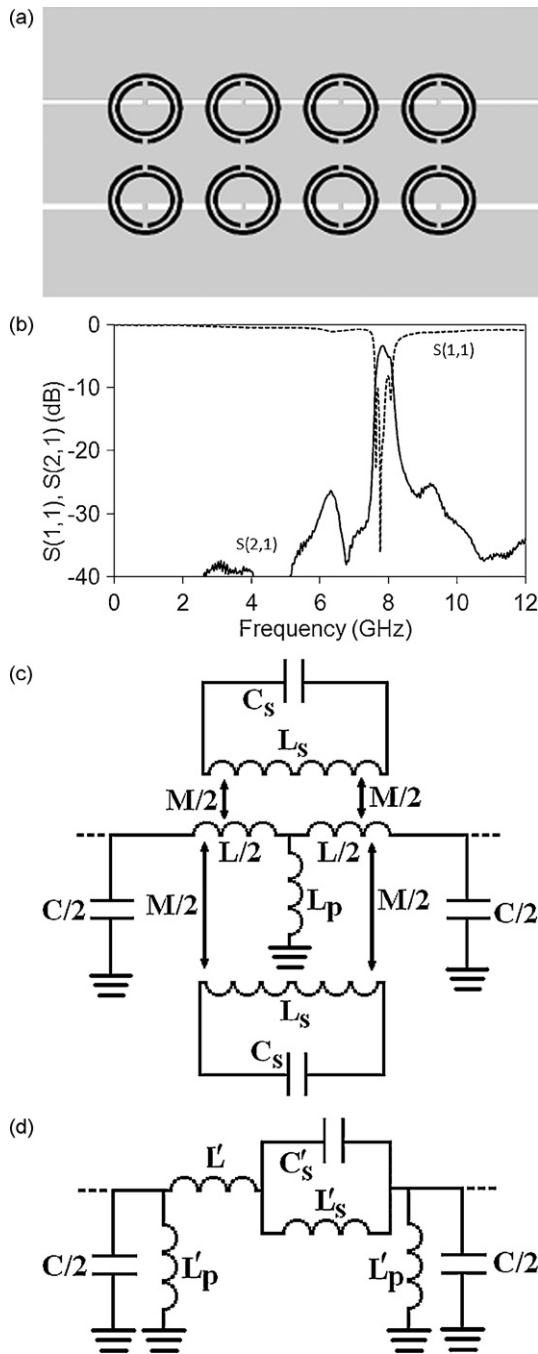 (a)
(b)
S(1,1), S(2,1) (dB)
0
-10
-20
-30
-40
S(1,1)
S(2,1)
0 2 4 6 8 10 12
Frequency (GHz)
(c)
Cs
Ls
M/2 M/2
L/2 L/2
C/2 M/2 Lp M/2 C/2
Ls
Cs
(d)
L' C's
L's
C/2 L'p L'p C/2